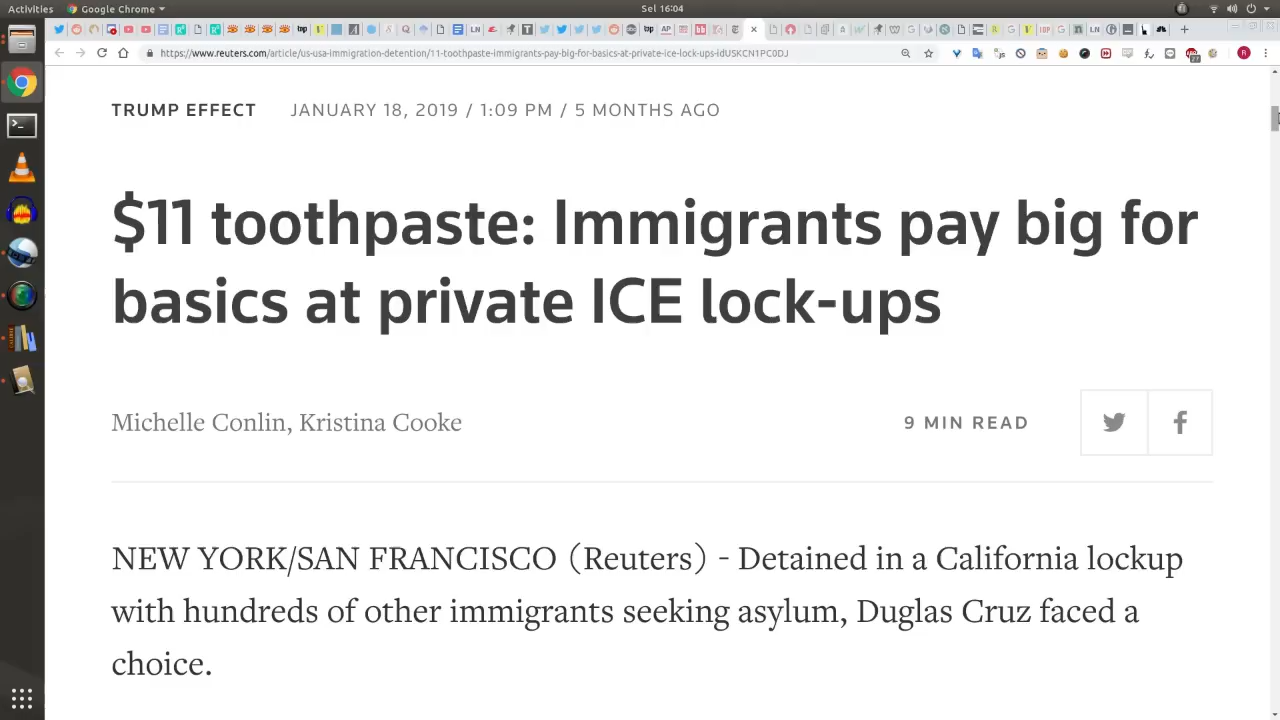 Activities Google Chrome Sel 16:04
https://www.reuters.com/article/us-usa-immigration-detention/11-toothpaste-immigrants-pay-big-for-basics-at-private-ice-lock-ups-idUSKCN1PC0DJ
TRUMP EFFECT JANUARY 18, 2019 / 1:09 PM / 5 MONTHS AGO
$11 toothpaste: Immigrants pay big for
basics at private ICE lock-ups
Michelle Conlin, Kristina Cooke 9 MIN READ
NEW YORK/SAN FRANCISCO (Reuters) - Detained in a California lockup
with hundreds of other immigrants seeking asylum, Duglas Cruz faced a
choice.